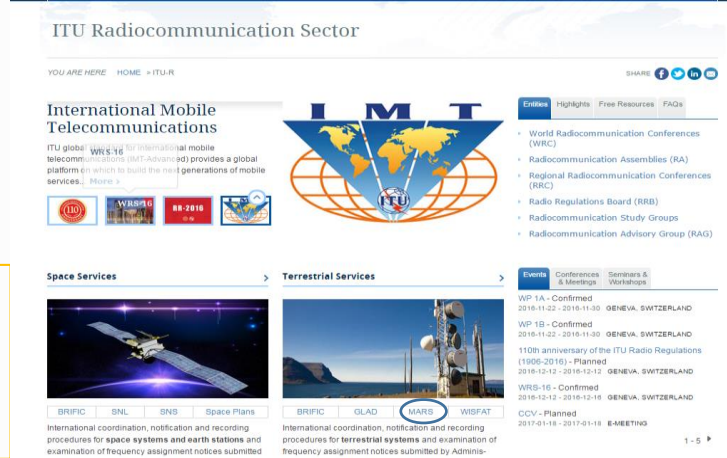 ITU Radiocommunication Sector
YOU ARE HERE HOME > ITU-R
SHARE
International Mobile
Telecommunications
ITU global standard for international mobile
telecommunications (IMT-Advanced) provides a global
platform on which to build the next generations of mobile
services... More »
WRS-16
110
WRS-16
RR-2016
IMT
ITU
Entities Highlights Free Resources FAQs
World Radiocommunication Conferences
(WRC)
Radiocommunication Assemblies (RA)
Regional Radiocommunication Conferences
(RRC)
Radio Regulations Board (RRB)
Radiocommunication Study Groups
Radiocommunication Advisory Group (RAG)
Space Services
BRIFIC SNL SNS Space Plans
International coordination, notification and recording
procedures for space systems and earth stations and
examination of frequency assignment notices submitted
Terrestrial Services
BRIFIC GLAD MARS WISFAT
International coordination, notification and recording
procedures for terrestrial systems and examination of
frequency assignment notices submitted by Adminis-
Events Conferences & Meetings Seminars & Workshops
WP 1A - Confirmed
2016-11-22 - 2016-11-30 GENEVA, SWITZERLAND
WP 1B - Confirmed
2016-11-22 - 2016-11-30 GENEVA, SWITZERLAND
110th anniversary of the ITU Radio Regulations
(1906-2016) - Planned
2016-12-12 - 2016-12-12 GENEVA, SWITZERLAND
WRS-16 - Confirmed
2016-12-12 - 2016-12-16 GENEVA, SWITZERLAND
CCV - Planned
2017-01-18 - 2017-01-18 E-MEETING
1 - 5